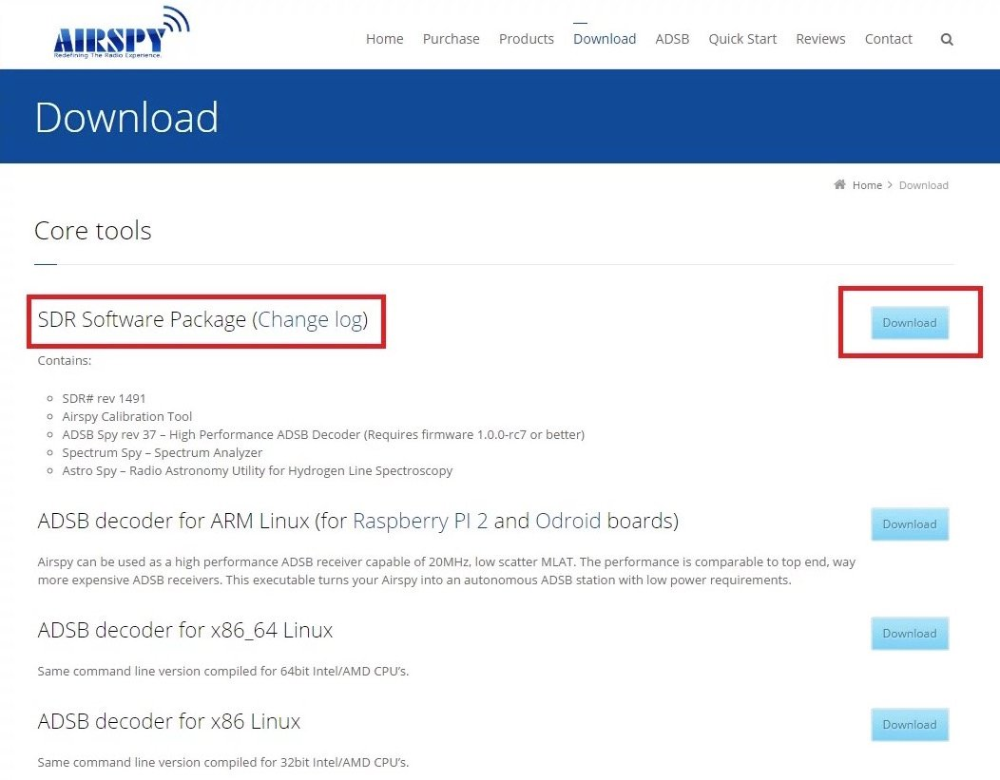 AIRSPY
Redefining The Radio Experience.
Home Purchase Products Download ADSB Quick Start Reviews Contact
Download
Home > Download
Core tools
SDR Software Package (Change log)
Download
Contains:
SDR# rev 1491
Airspy Calibration Tool
ADSB Spy rev 37 – High Performance ADSB Decoder (Requires firmware 1.0.0-rc7 or better)
Spectrum Spy – Spectrum Analyzer
Astro Spy – Radio Astronomy Utility for Hydrogen Line Spectroscopy
ADSB decoder for ARM Linux (for Raspberry PI 2 and Odroid boards)
Download
Airspy can be used as a high performance ADSB receiver capable of 20MHz, low scatter MLAT. The performance is comparable to top end, way
more expensive ADSB receivers. This executable turns your Airspy into an autonomous ADSB station with low power requirements.
ADSB decoder for x86_64 Linux
Download
Same command line version compiled for 64bit Intel/AMD CPU's.
ADSB decoder for x86 Linux
Download
Same command line version compiled for 32bit Intel/AMD CPU's.